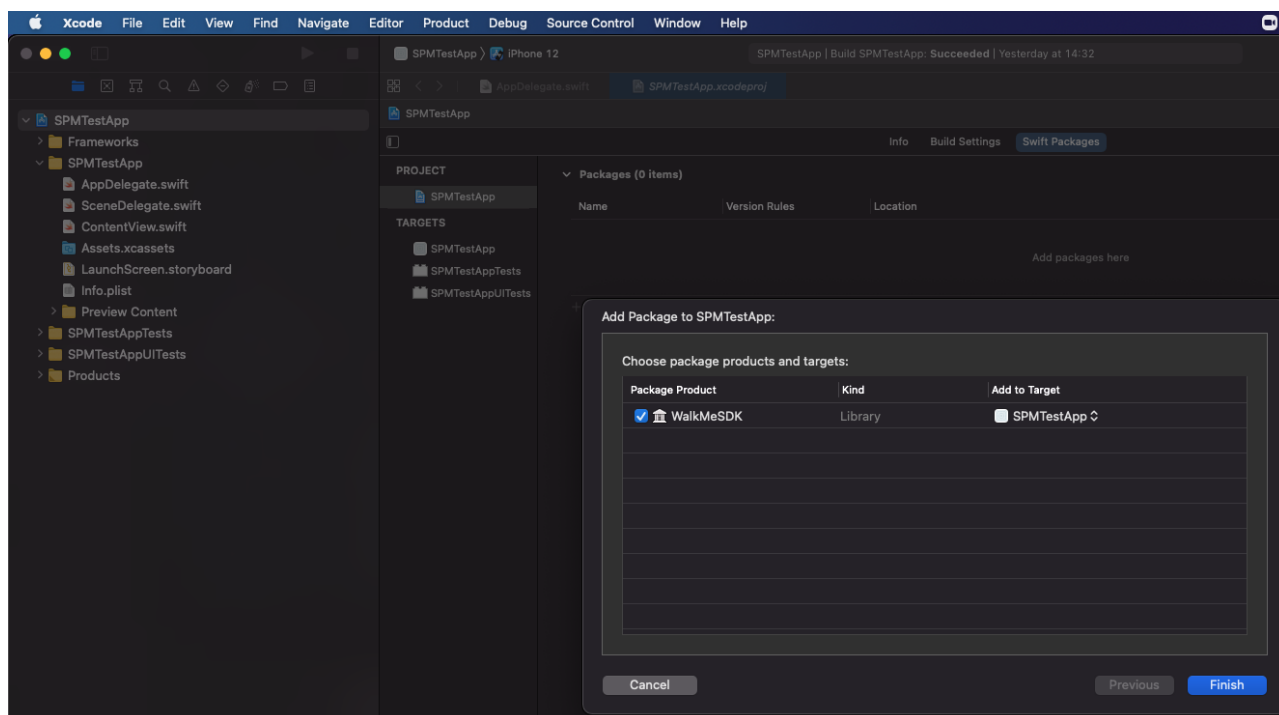 Xcode File Edit View Find Navigate Editor Product Debug Source Control Window Help
SPMTestApp 〉 iPhone 12
SPMTestApp | Build SPMTestApp: Succeeded | Yesterday at 14:32
AppDelegate.swift
SPMTestApp.xcodeproj
SPMTestApp
SPMTestApp
Frameworks
SPMTestApp
AppDelegate.swift
SceneDelegate.swift
ContentView.swift
Assets.xcassets
LaunchScreen.storyboard
Info.plist
Preview Content
SPMTestAppTests
SPMTestAppUITests
Products
Info Build Settings Swift Packages
PROJECT
SPMTestApp
TARGETS
SPMTestApp
SPMTestAppTests
SPMTestAppUITests
Packages (0 items)
Name Version Rules Location
Add packages here
Add Package to SPMTestApp:
Choose package products and targets:
Package Product Kind Add to Target
WalkMeSDK Library SPMTestApp
Cancel Previous Finish